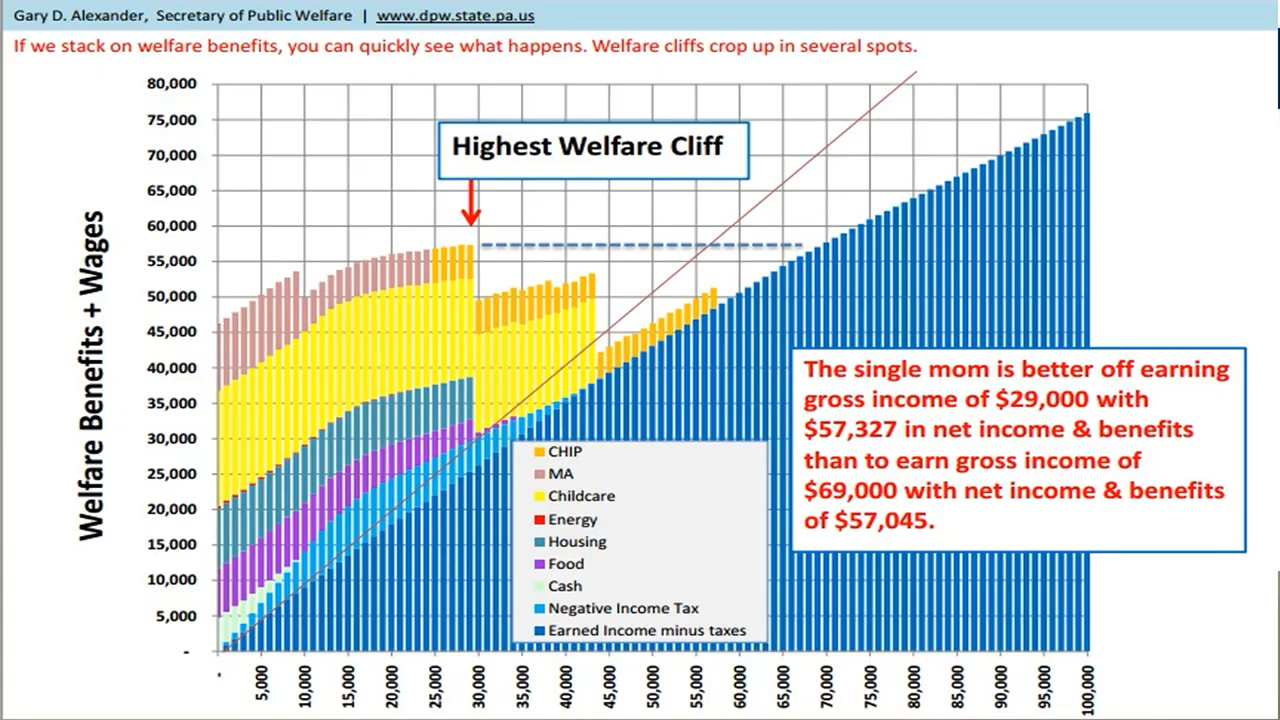 Gary D. Alexander, Secretary of Public Welfare | www.dpw.state.pa.us
If we stack on welfare benefits, you can quickly see what happens. Welfare cliffs crop up in several spots.
Welfare Benefits + Wages
80,000
75,000
70,000
65,000
60,000
55,000
50,000
45,000
40,000
35,000
30,000
25,000
20,000
15,000
10,000
5,000
-
Highest Welfare Cliff
The single mom is better off earning
gross income of $29,000 with
$57,327 in net income & benefits
than to earn gross income of
$69,000 with net income & benefits
of $57,045.
CHIP
MA
Childcare
Energy
Housing
Food
Cash
Negative Income Tax
Earned Income minus taxes
-
5,000
10,000
15,000
20,000
25,000
30,000
35,000
40,000
45,000
50,000
55,000
60,000
65,000
70,000
75,000
80,000
85,000
90,000
95,000
100,000